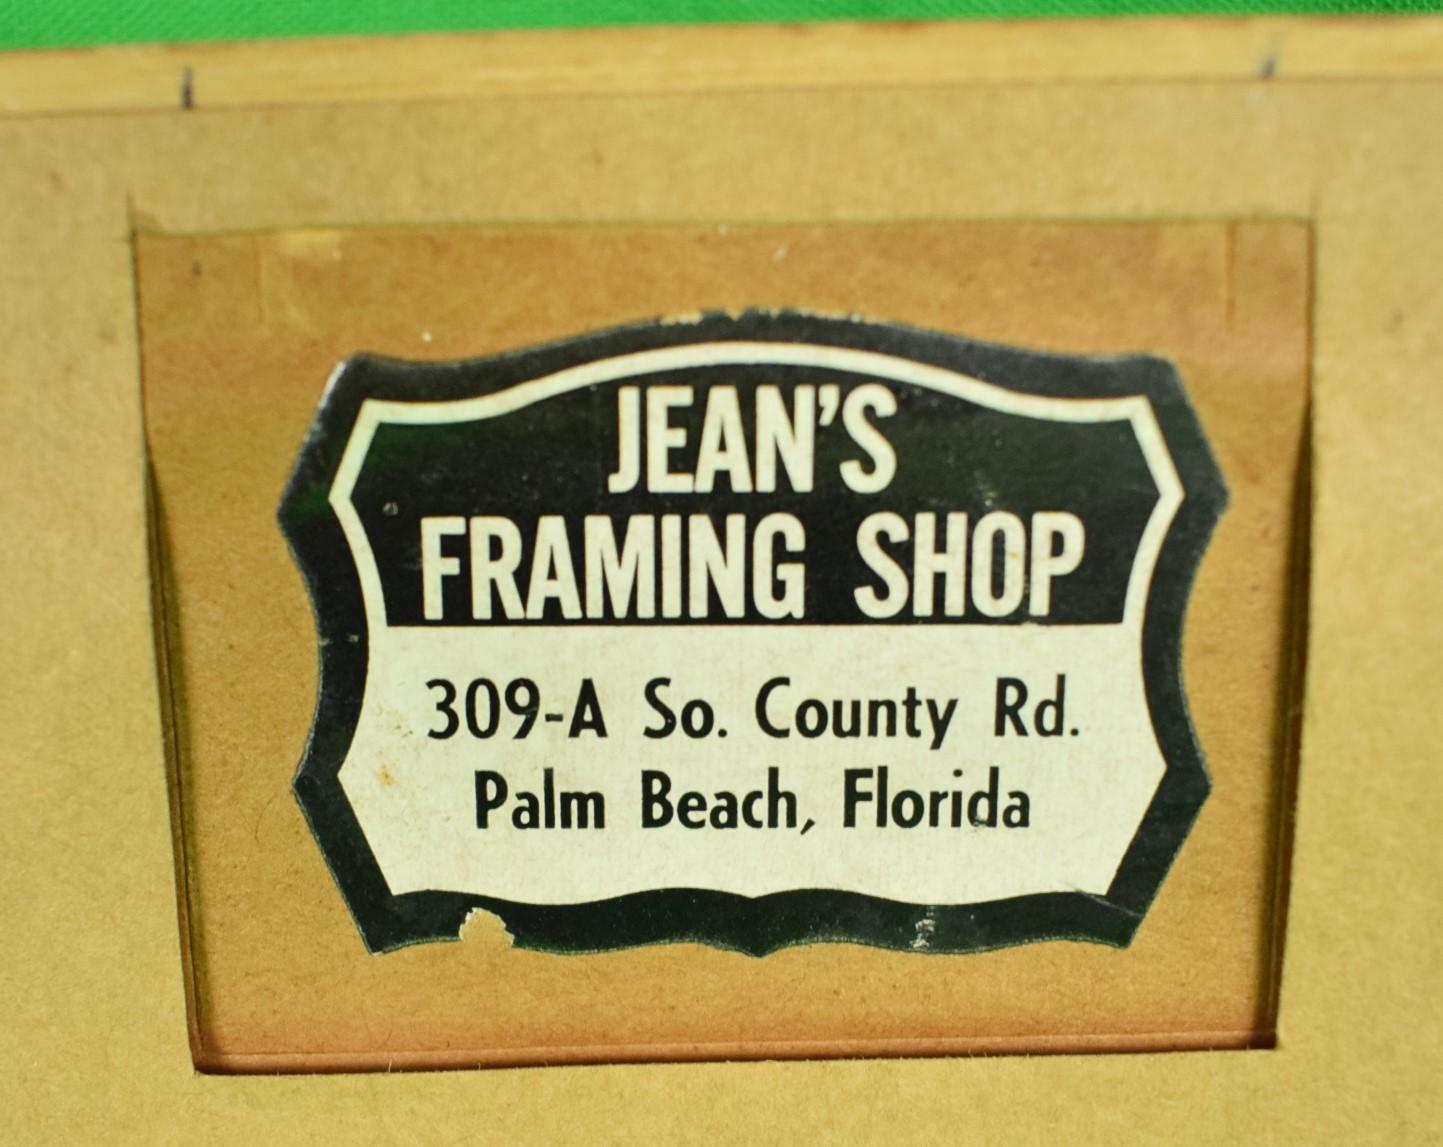 JEAN'S
FRAMING SHOP
309-A So. County Rd.
Palm Beach, Florida